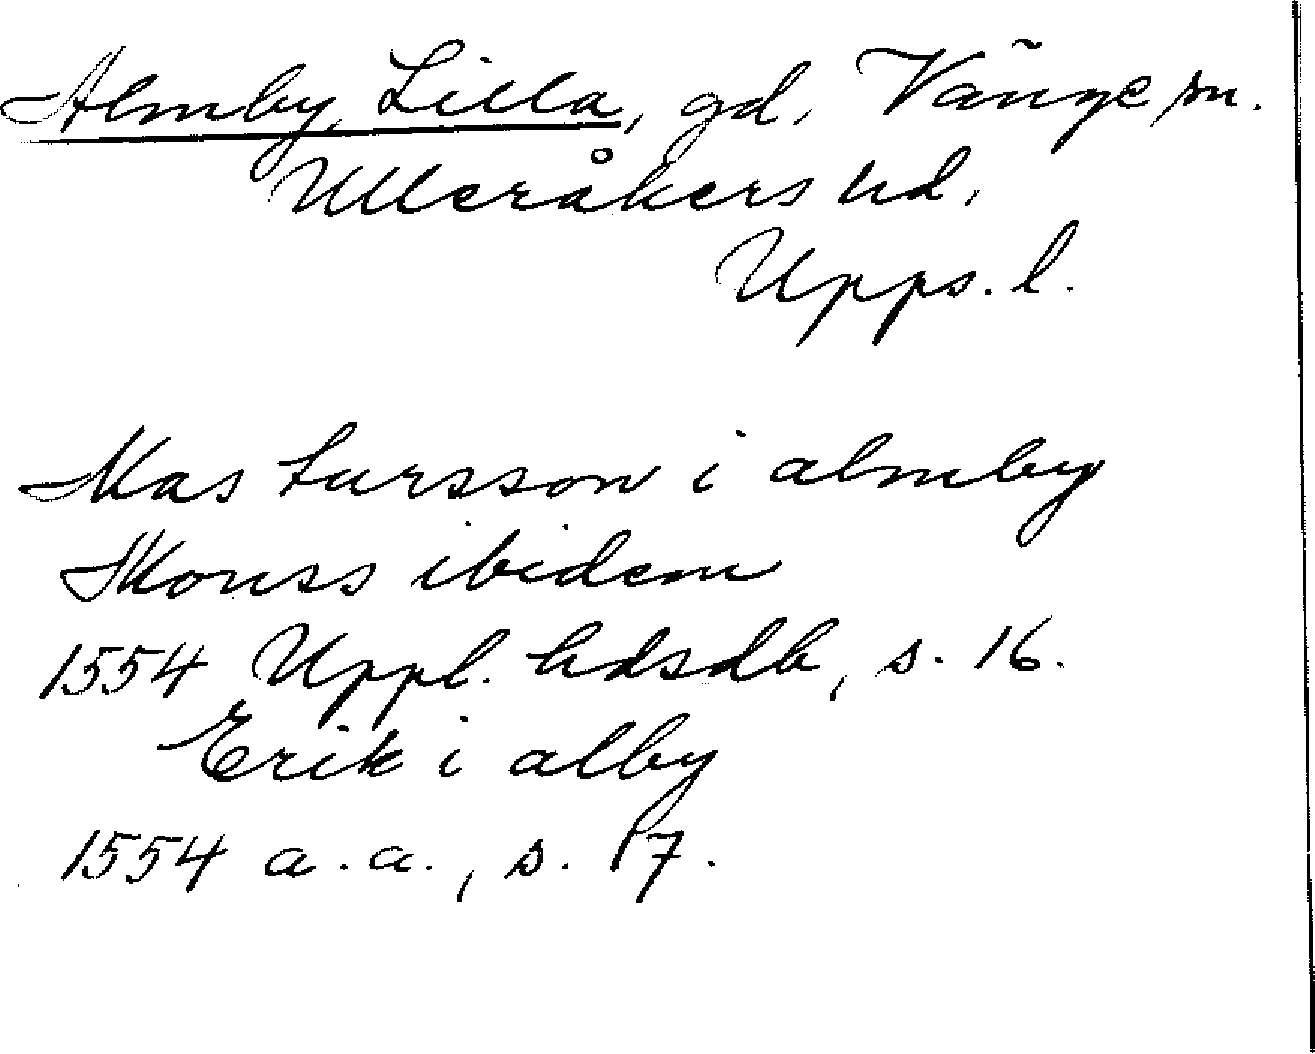 Almby, Lilla, gd, Vänge sn.
Ulleråkers hd,
Upps. l.
Mas Larsson i almby
Monss ibidem
1554 Uppl. hdsdb, s. 16.
Erik i alby
1554 a. a., s. 17.